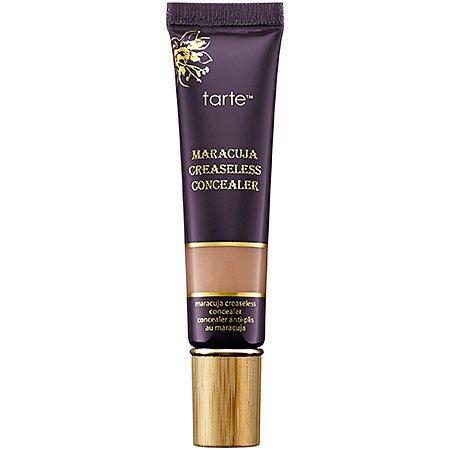 tarte™
MARACUJA
CREASELESS
CONCEALER
maracuja creaseless
concealer
concealer anti-plis
au maracuja